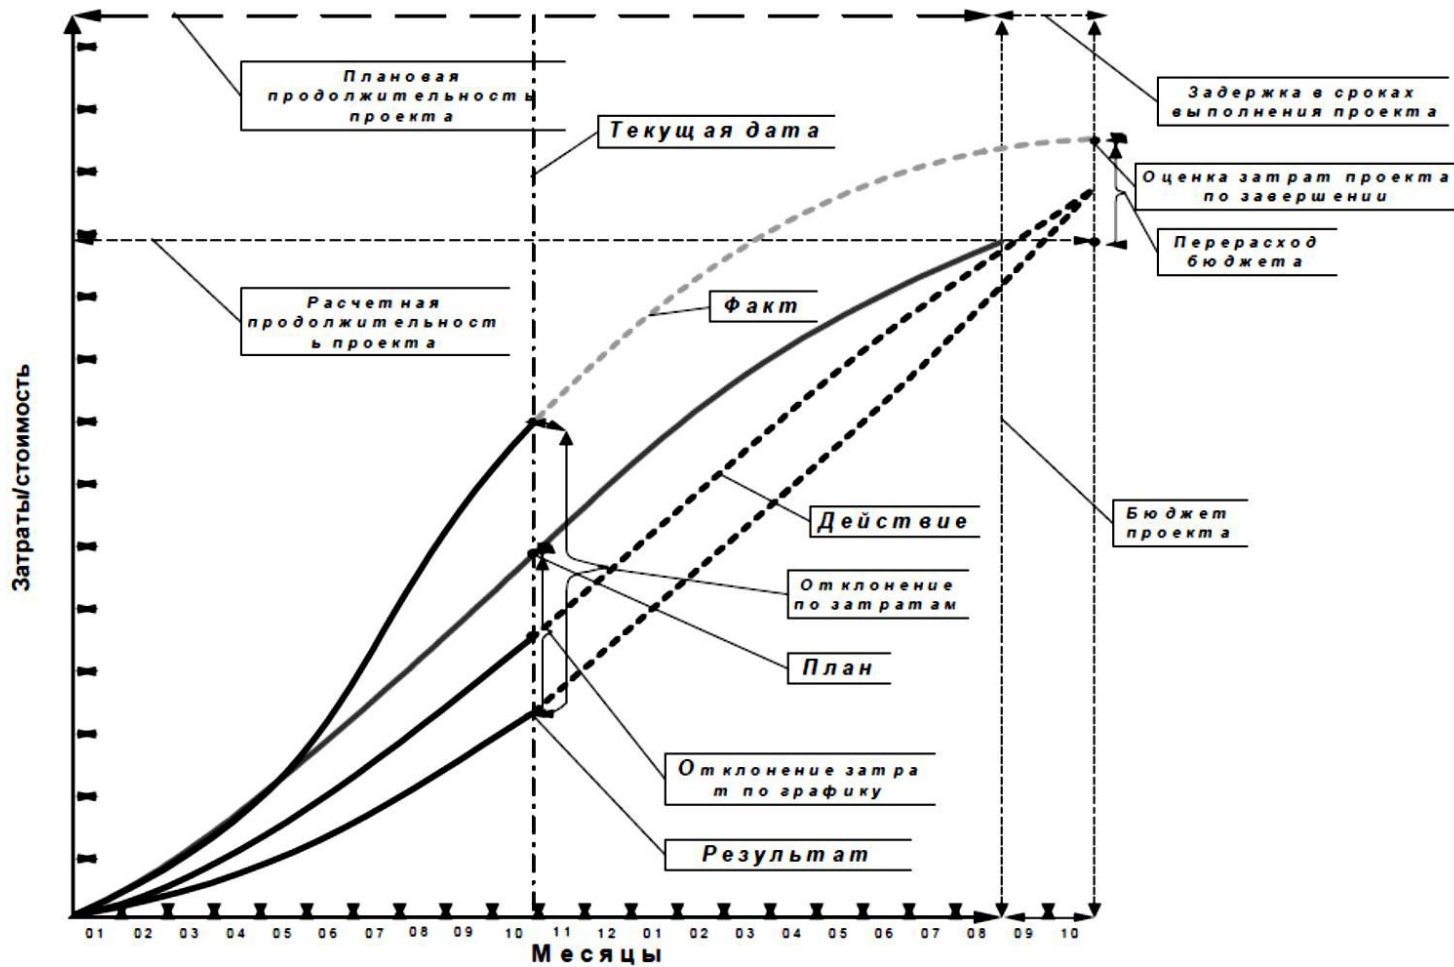 Плановая
продолжительность
проекта
Текущая дата
Задержка в сроках
выполнения проекта
Оценка затрат проекта
по завершении
Перерасход
бюджета
Расчетная
продолжительност
ь проекта
Факт
Затраты/стоимость
Действие
Бюджет
проекта
Отклонение
по затратам
План
Отклонение затра
т по графику
Результат
01 02 03 04 05 06 07 08 09 10 11 12 01 02 03 04 05 06 07 08 09 10
Месяцы